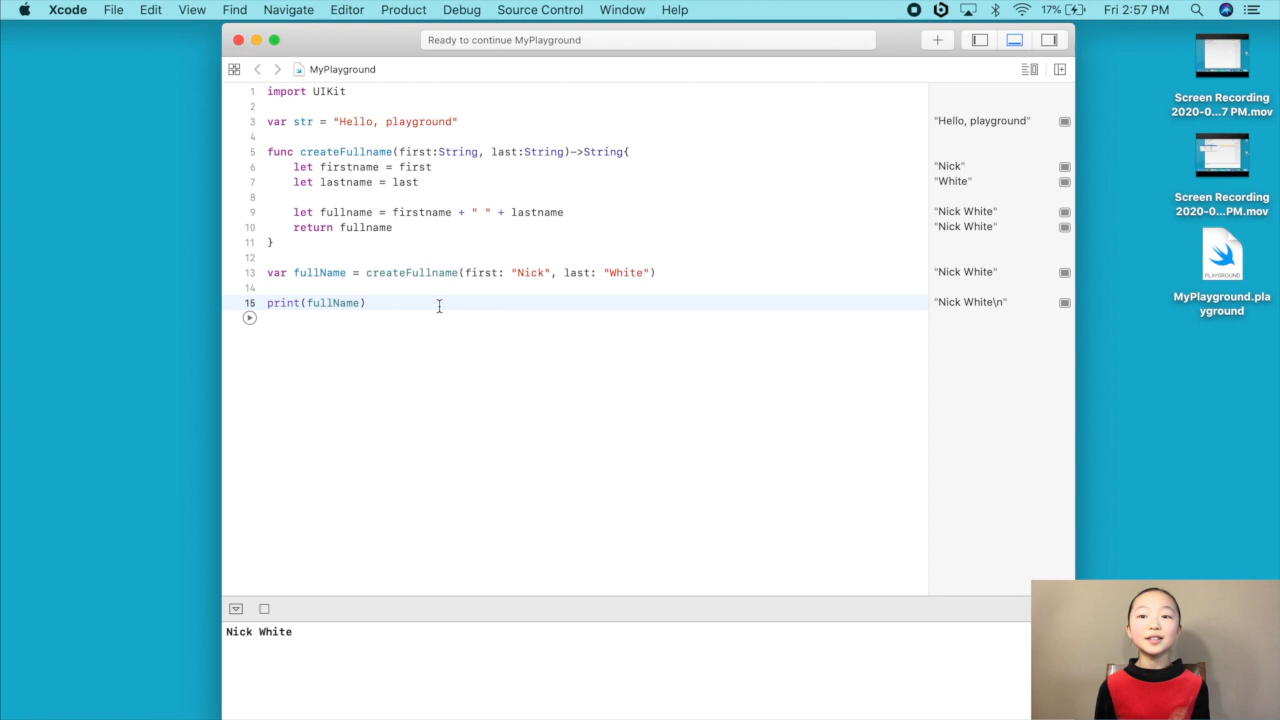 Xcode File Edit View Find Navigate Editor Product Debug Source Control Window Help 17% Fri 2:57 PM
Ready to continue MyPlayground
MyPlayground
1 import UIKit
2
3 var str = "Hello, playground" "Hello, playground"
4
5 func createFullname(first:String, last:String)->String{
6 let firstname = first "Nick"
7 let lastname = last "White"
8
9 let fullname = firstname + " " + lastname "Nick White"
10 return fullname "Nick White"
11 }
12
13 var fullName = createFullname(first: "Nick", last: "White") "Nick White"
14
15 print(fullName) "Nick White\n"
Nick White
Screen Recording
2020-0...7 PM.mov
Screen Recording
2020-0...PM.mov
PLAYGROUND
MyPlayground.pla
yground